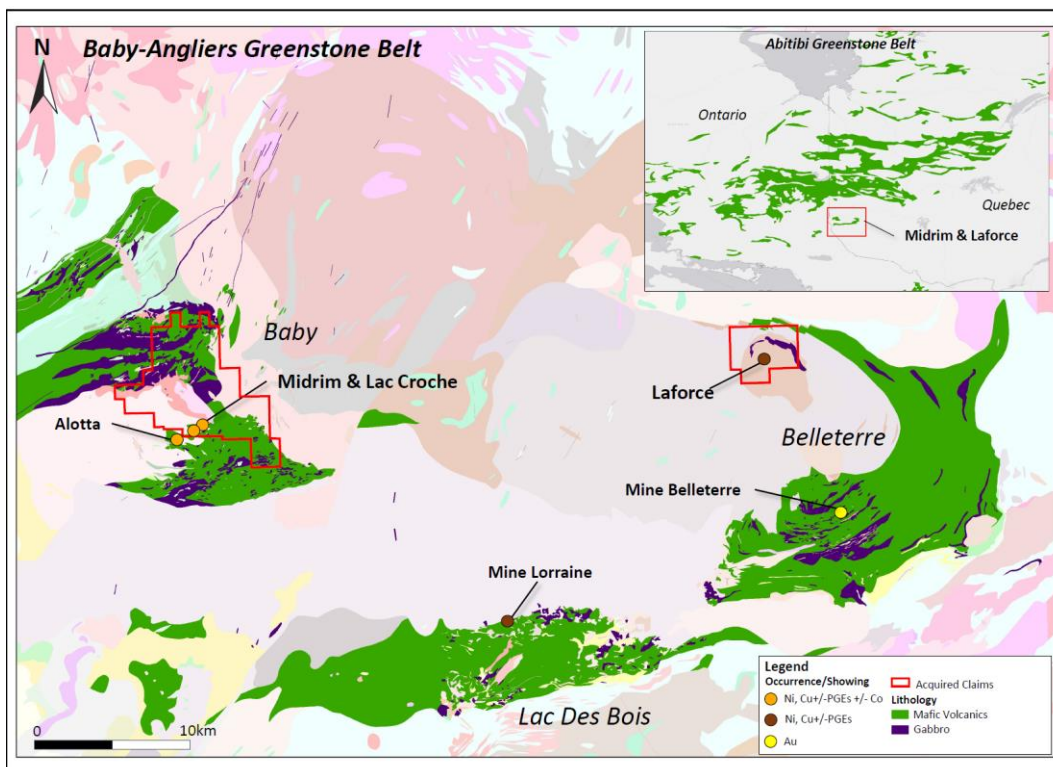 Baby-Angliers Greenstone Belt
N
Abitibi Greenstone Belt
Ontario
Quebec
Midrim & Laforce
Baby
Midrim & Lac Croche
Alotta
Laforce
Belleterre
Mine Belleterre
Mine Lorraine
Lac Des Bois
0 10km
Legend
Occurrence/Showing
Ni, Cu+/-PGEs +/- Co
Ni, Cu+/-PGEs
Au
Acquired Claims
Lithology
Mafic Volcanics
Gabbro